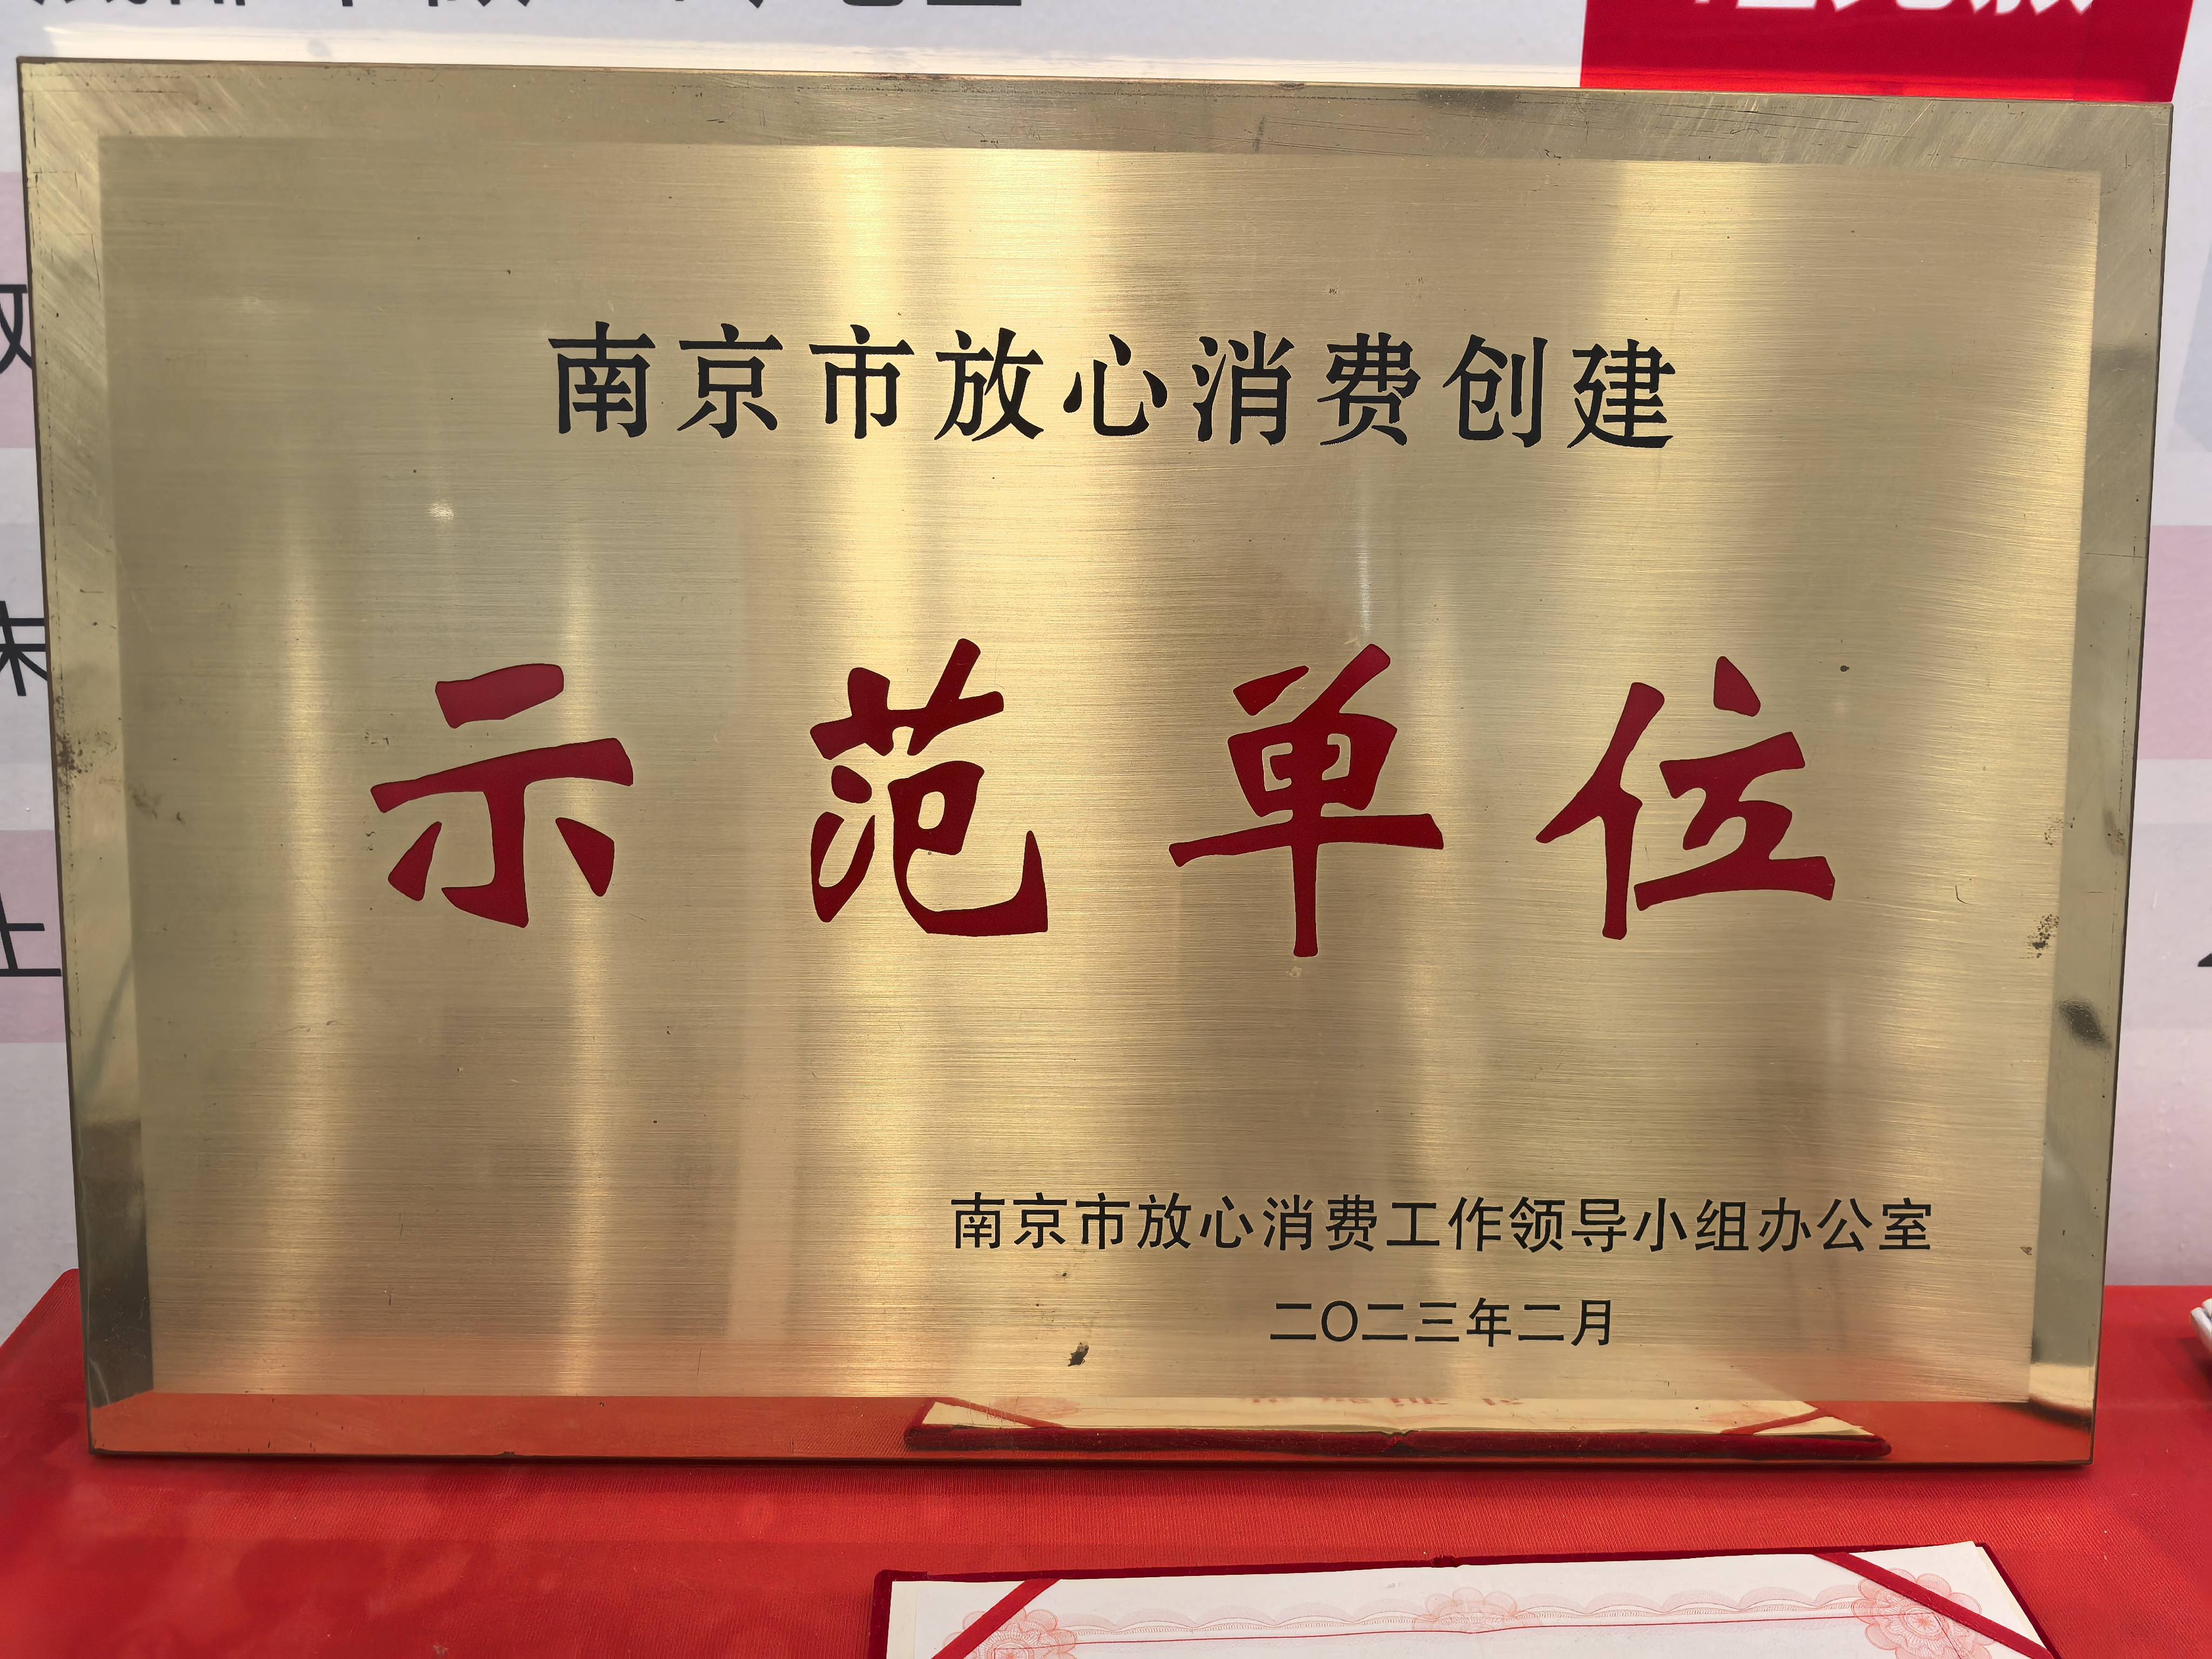 南京市放心消费创建
示范单位
南京市放心消费工作领导小组办公室
二〇二三年二月